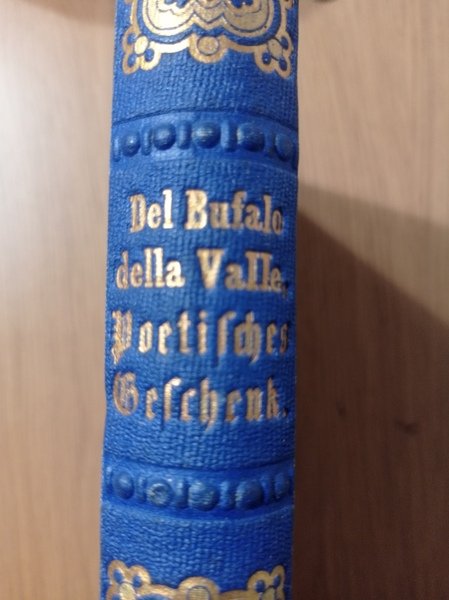 Del Bufalo
della Valle.
Poetiſches
Geſchenk.